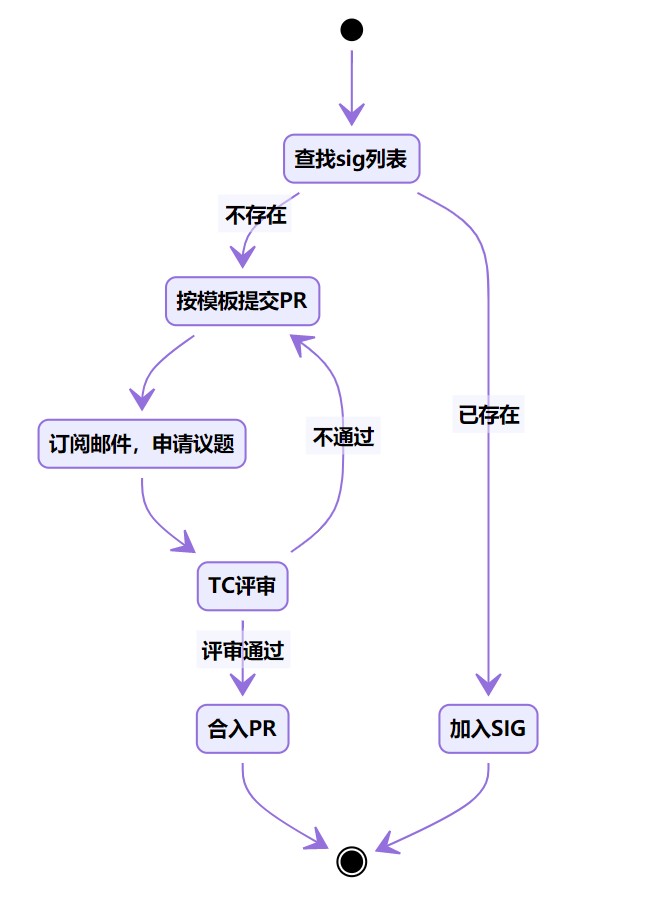 查找sig列表
不存在
按模板提交PR
已存在
不通过
订阅邮件，申请议题
TC评审
评审通过
合入PR
加入SIG